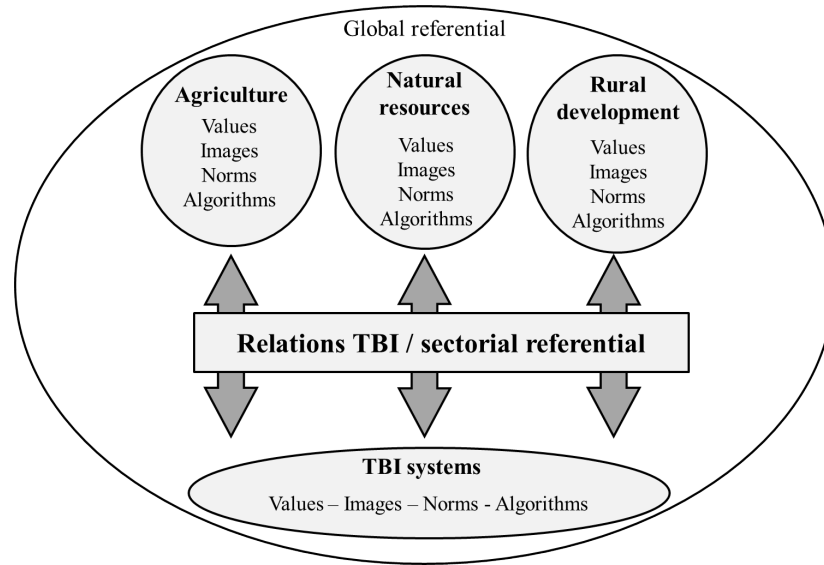 Global referential
Agriculture
Values
Images
Norms
Algorithms
Natural
resources
Values
Images
Norms
Algorithms
Rural
development
Values
Images
Norms
Algorithms
Relations TBI / sectorial referential
TBI systems
Values – Images – Norms - Algorithms